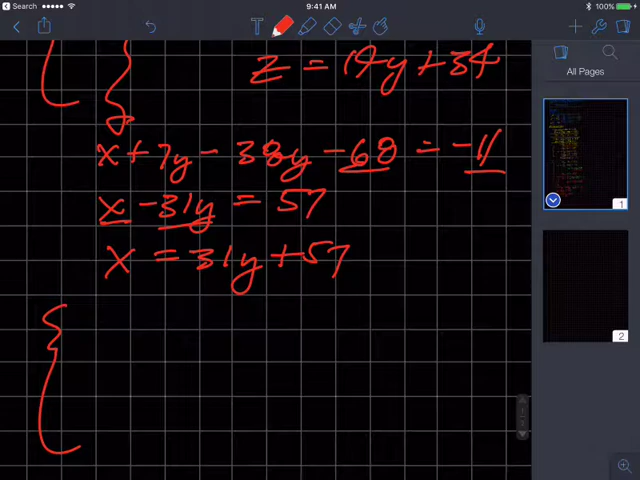 Search
9:41 AM
100%
All Pages
z = 19y + 34
x + 7y - 38y - 68 = -11
x - 31y = 57
x = 31y + 57
1
2